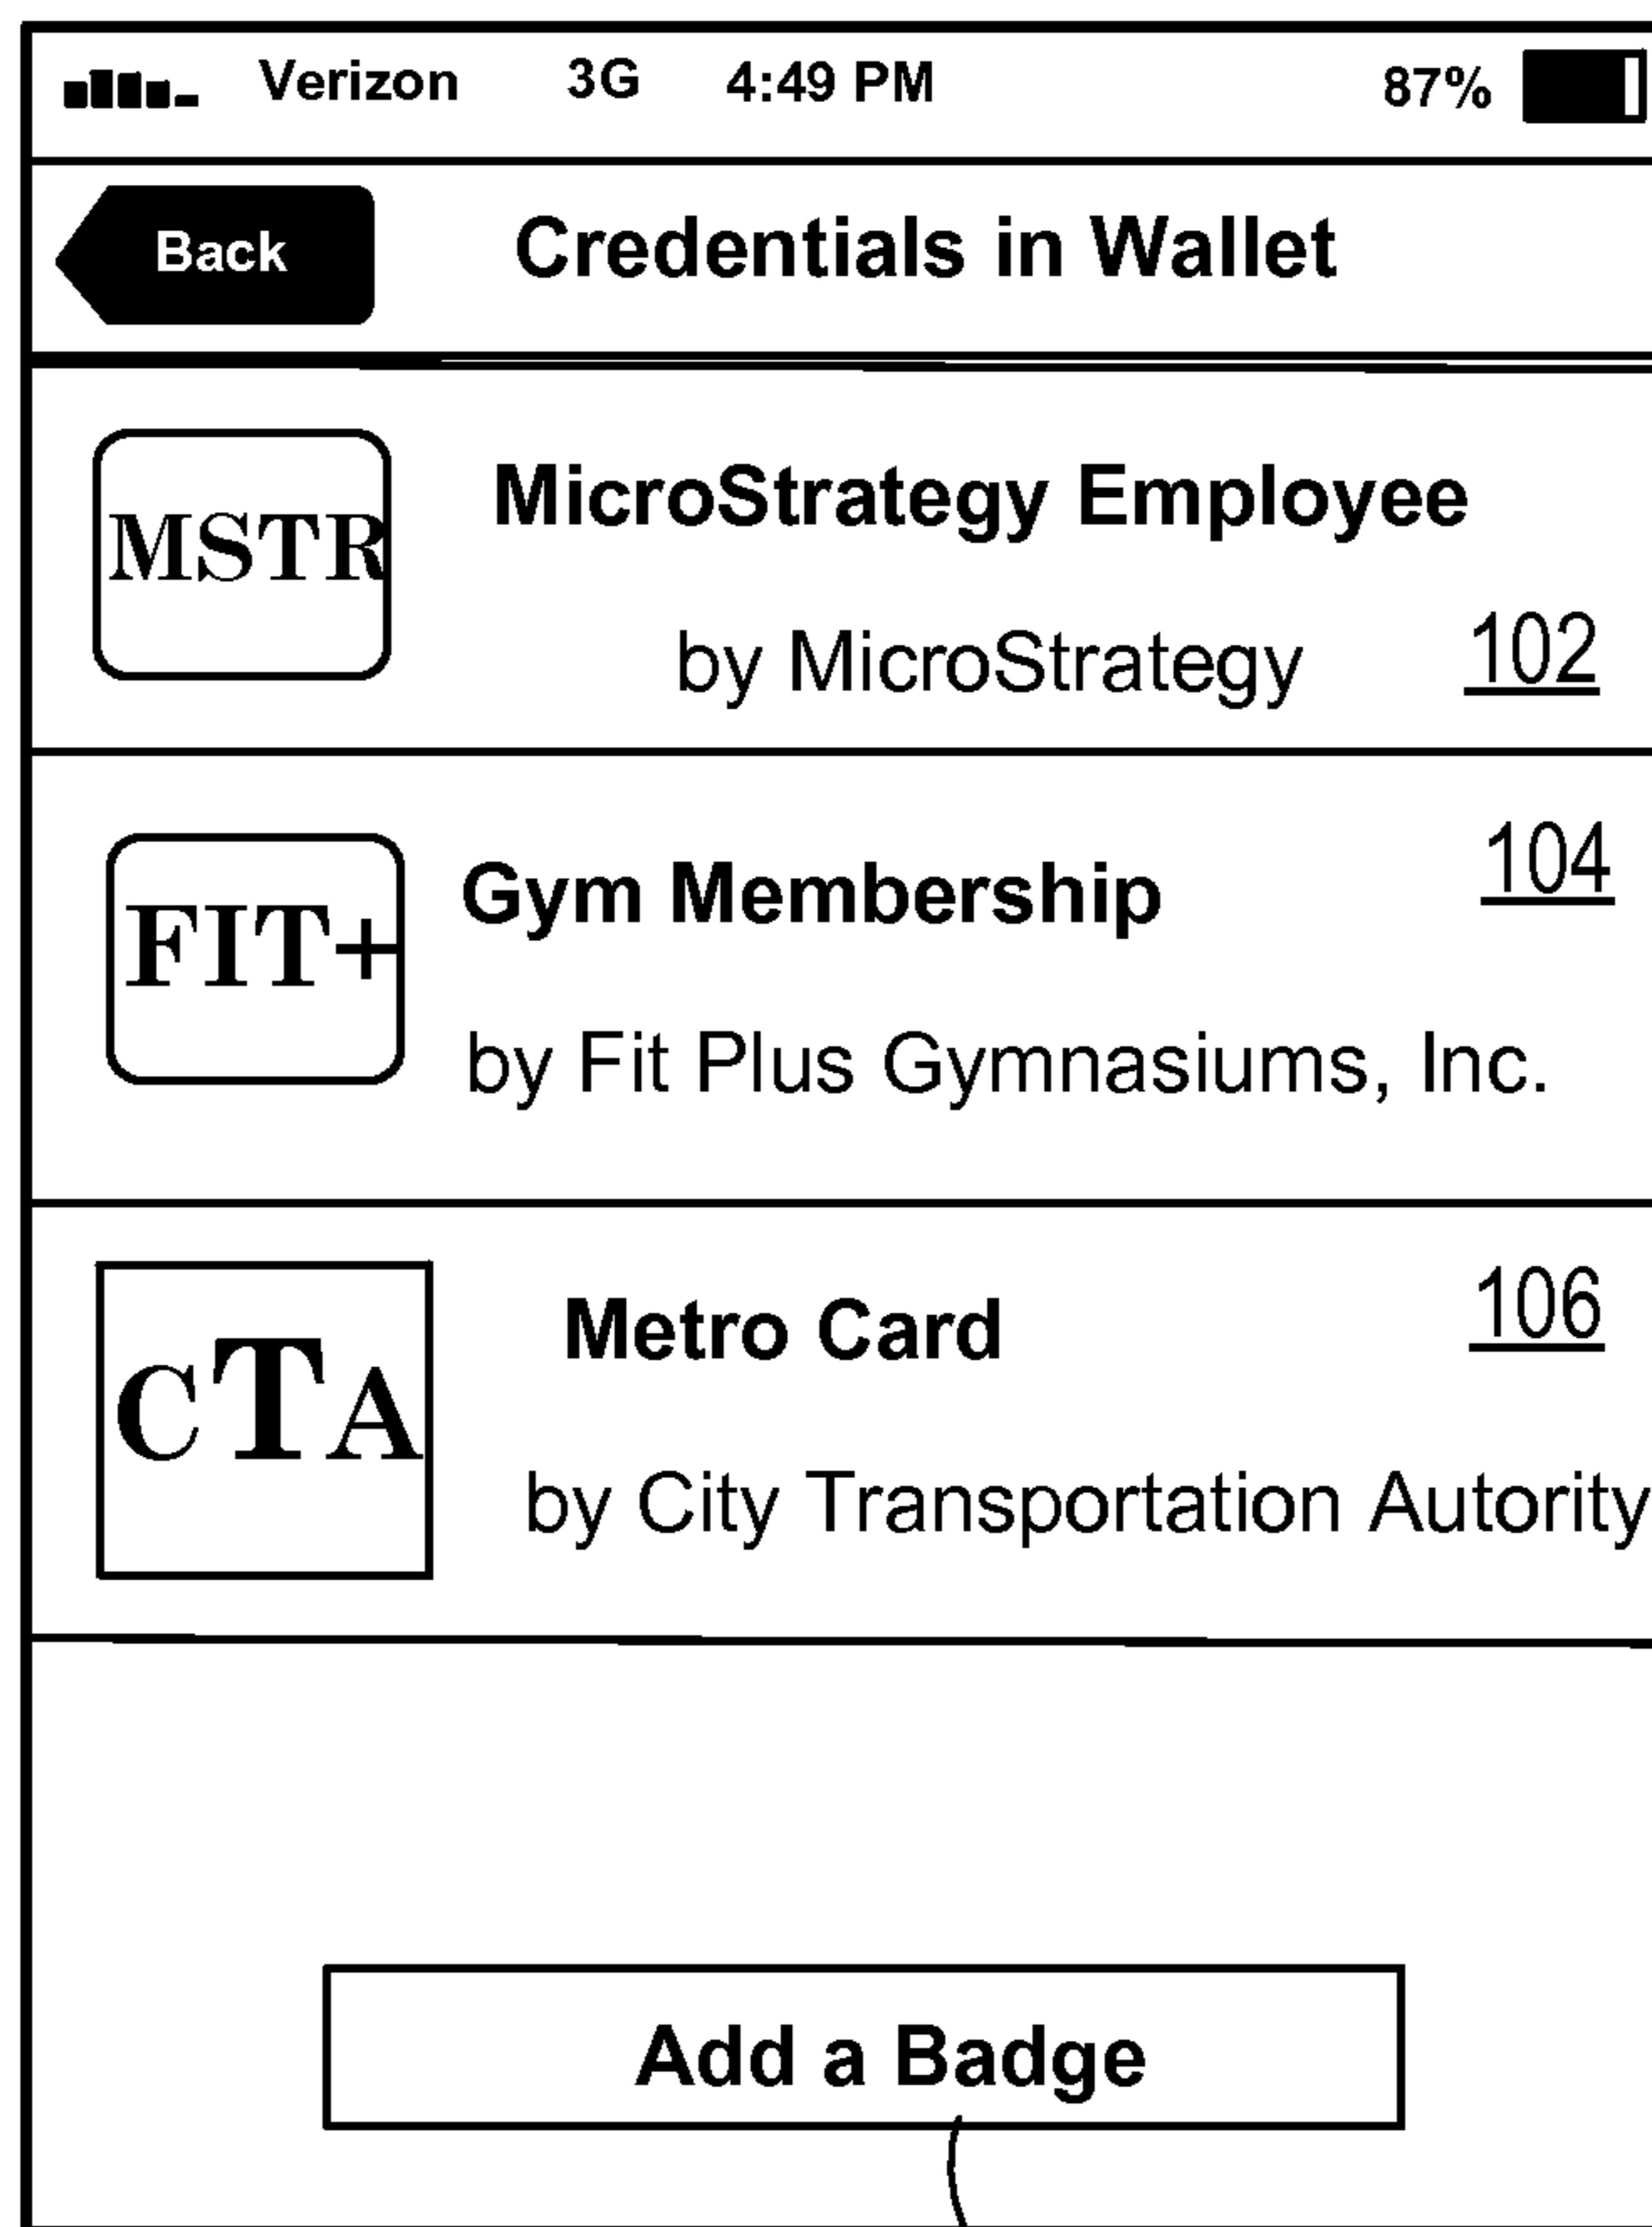 Verizon 3G 4:49 PM 87%
Back Credentials in Wallet
MSTR MicroStrategy Employee
by MicroStrategy 102
Gym Membership 104
FIT+
by Fit Plus Gymnasiums, Inc.
Metro Card 106
CTA
by City Transportation Autority
Add a Badge